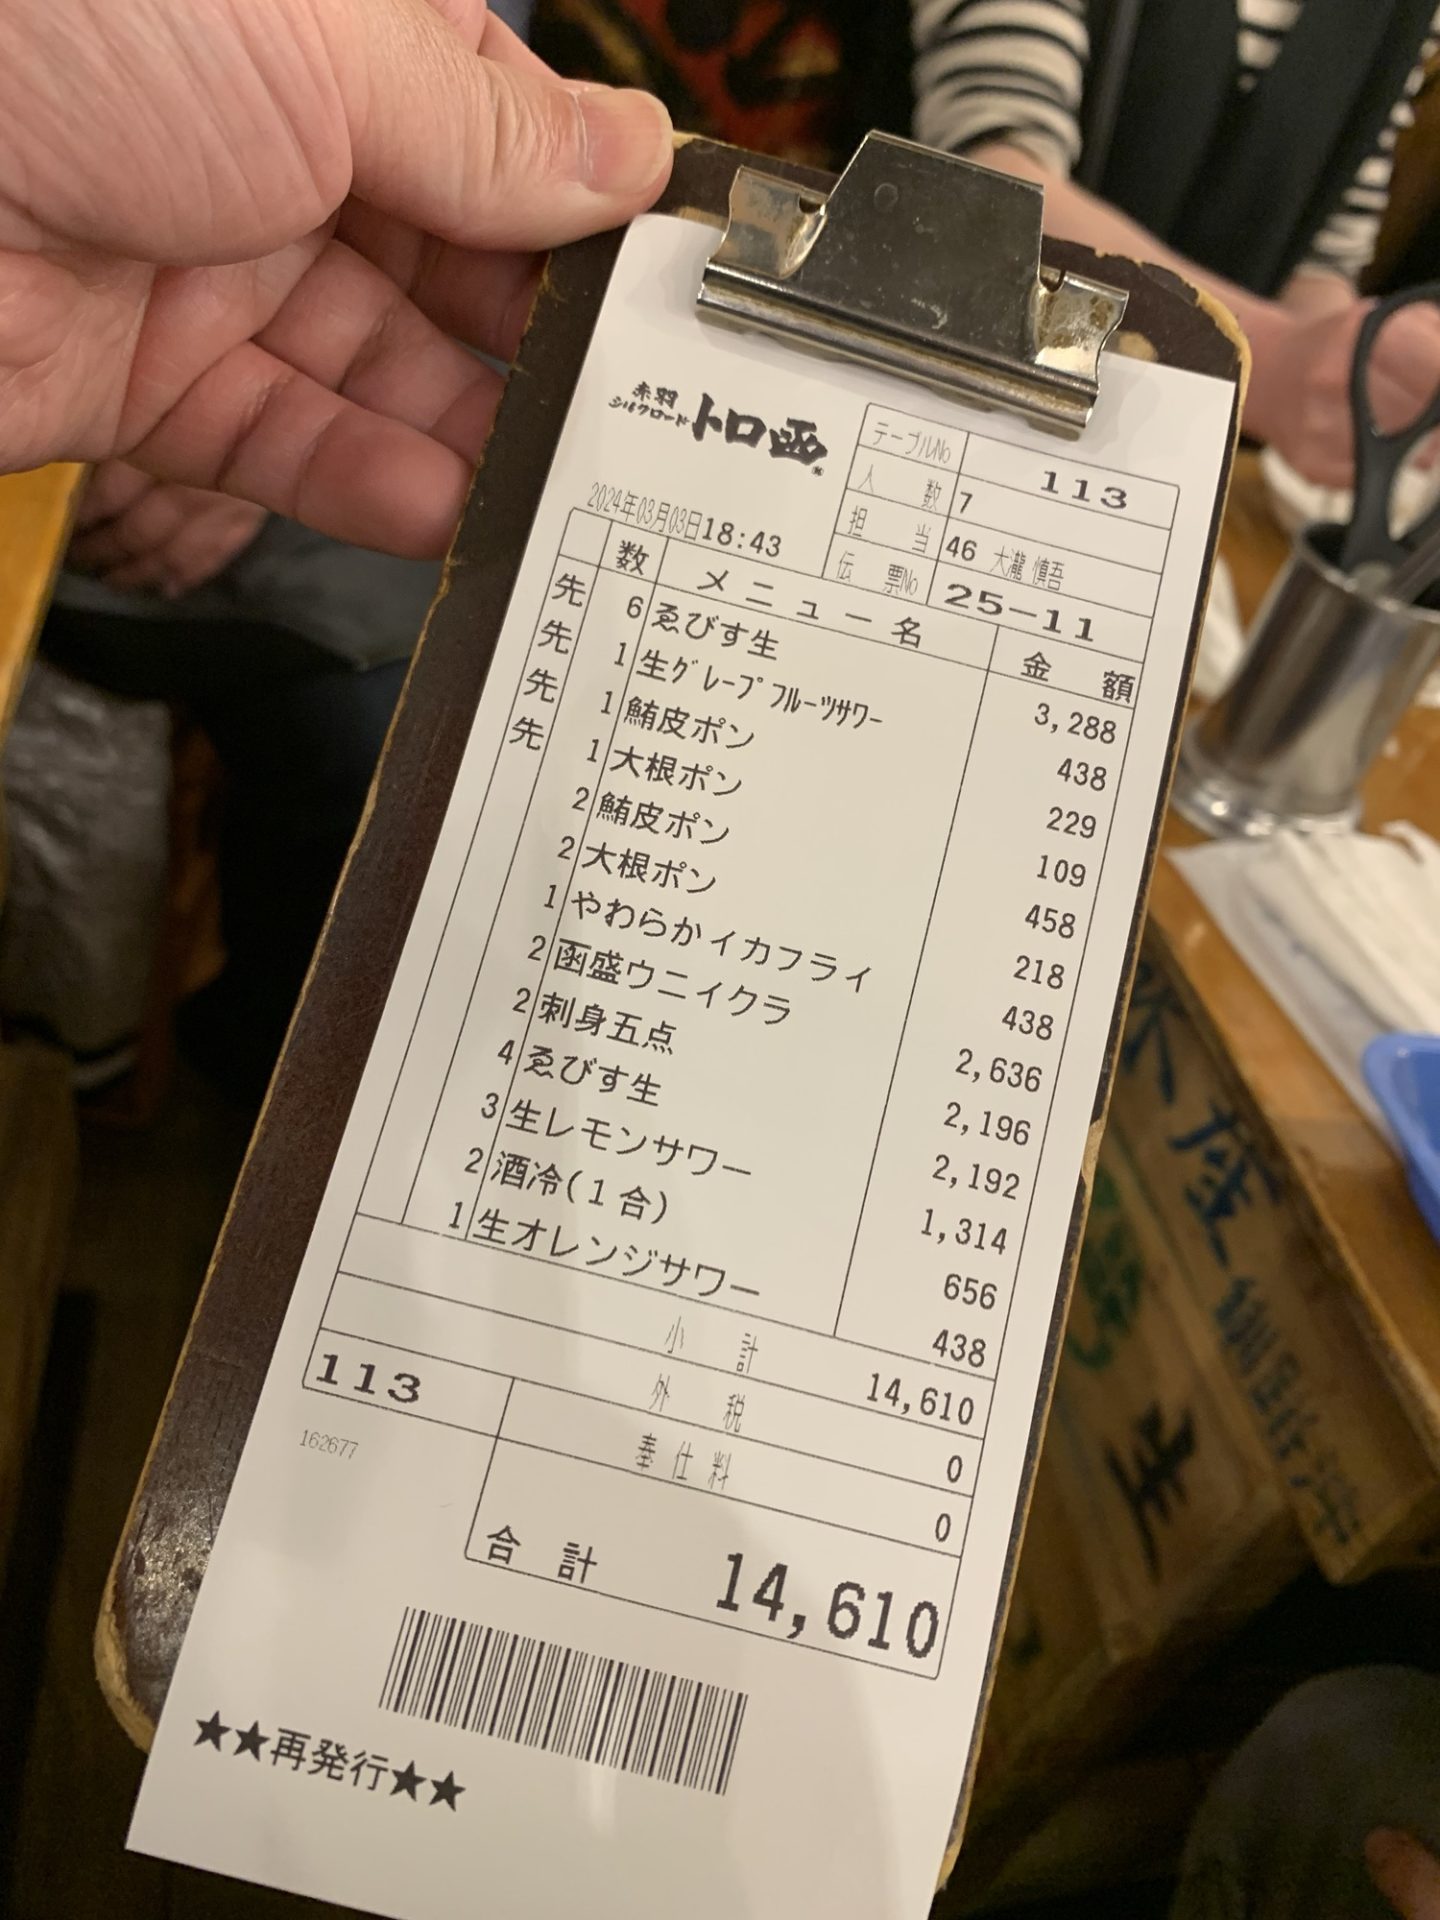 赤羽
シルクロード トロ函
テーブルNo 113
人数 7
担当 46 大瀧 慎吾
伝票No 25-11
2024年03月03日18:43
数 メニュー名 金額
先 6 ゑびす生 3,288
先 1 生グレープフルーツサワー 438
先 1 鮪皮ポン 229
先 1 大根ポン 109
2 鮪皮ポン 458
2 大根ポン 218
1 やわらかイカフライ 438
2 函盛ウニイクラ 2,636
2 刺身五点 2,196
4 ゑびす生 2,192
3 生レモンサワー 1,314
2 酒冷(1合) 656
1 生オレンジサワー 438
小計 14,610
外税 0
奉仕料 0
113
162677
合計 14,610
★★再発行★★
座
生